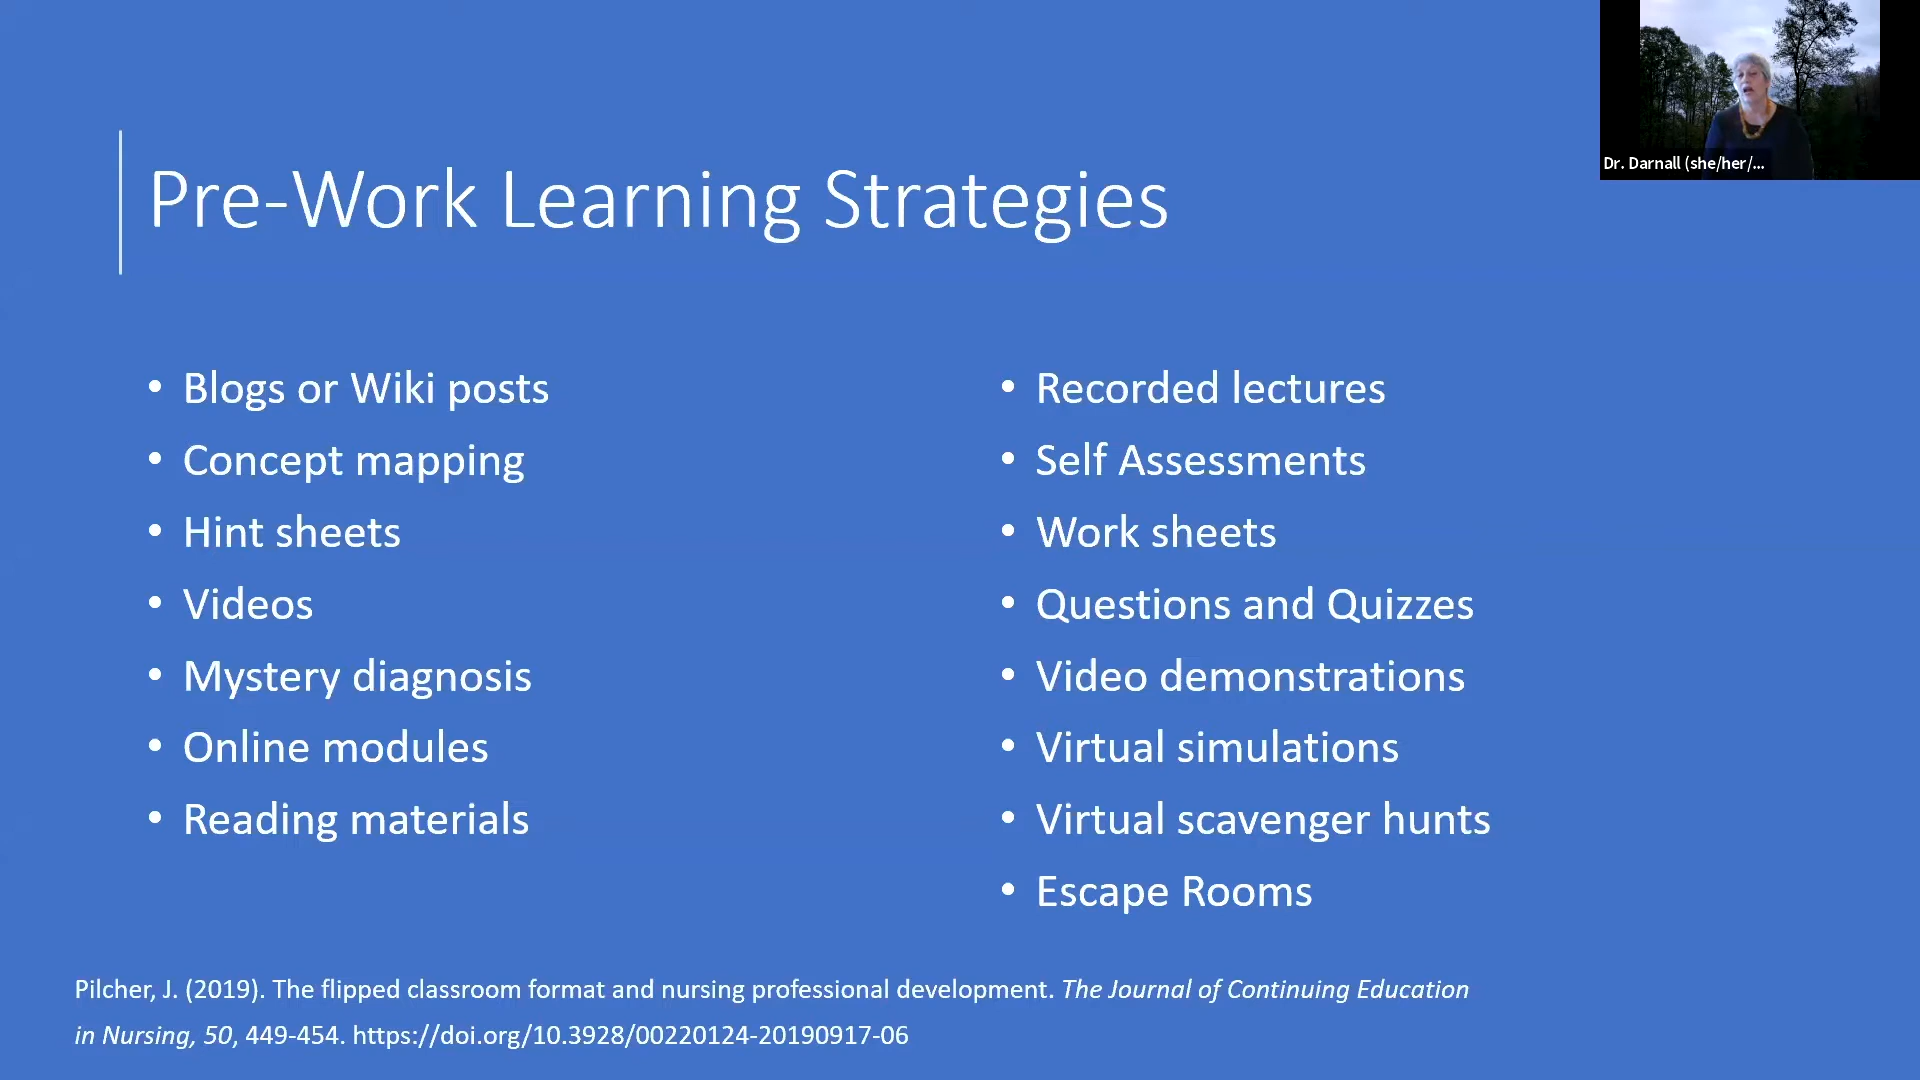 Dr. Darnall (she/her/...
Pre-Work Learning Strategies
• Blogs or Wiki posts
• Concept mapping
• Hint sheets
• Videos
• Mystery diagnosis
• Online modules
• Reading materials
• Recorded lectures
• Self Assessments
• Work sheets
• Questions and Quizzes
• Video demonstrations
• Virtual simulations
• Virtual scavenger hunts
• Escape Rooms
Pilcher, J. (2019). The flipped classroom format and nursing professional development. The Journal of Continuing Education
in Nursing, 50, 449-454. https://doi.org/10.3928/00220124-20190917-06